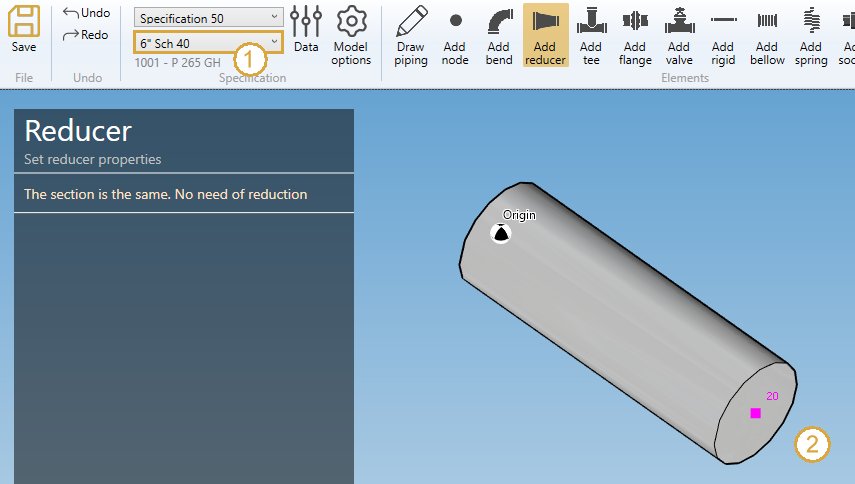 Save
File
Undo
Redo
Undo
Specification 50
6" Sch 40
1001 - P 265 GH
Specification
1
Data
Model
options
Draw
piping
Add
node
Add
bend
Add
reducer
Add
tee
Add
flange
Add
valve
Add
rigid
Add
bellow
Add
spring
Elements
Reducer
Set reducer properties
The section is the same. No need of reduction
Origin
20
2